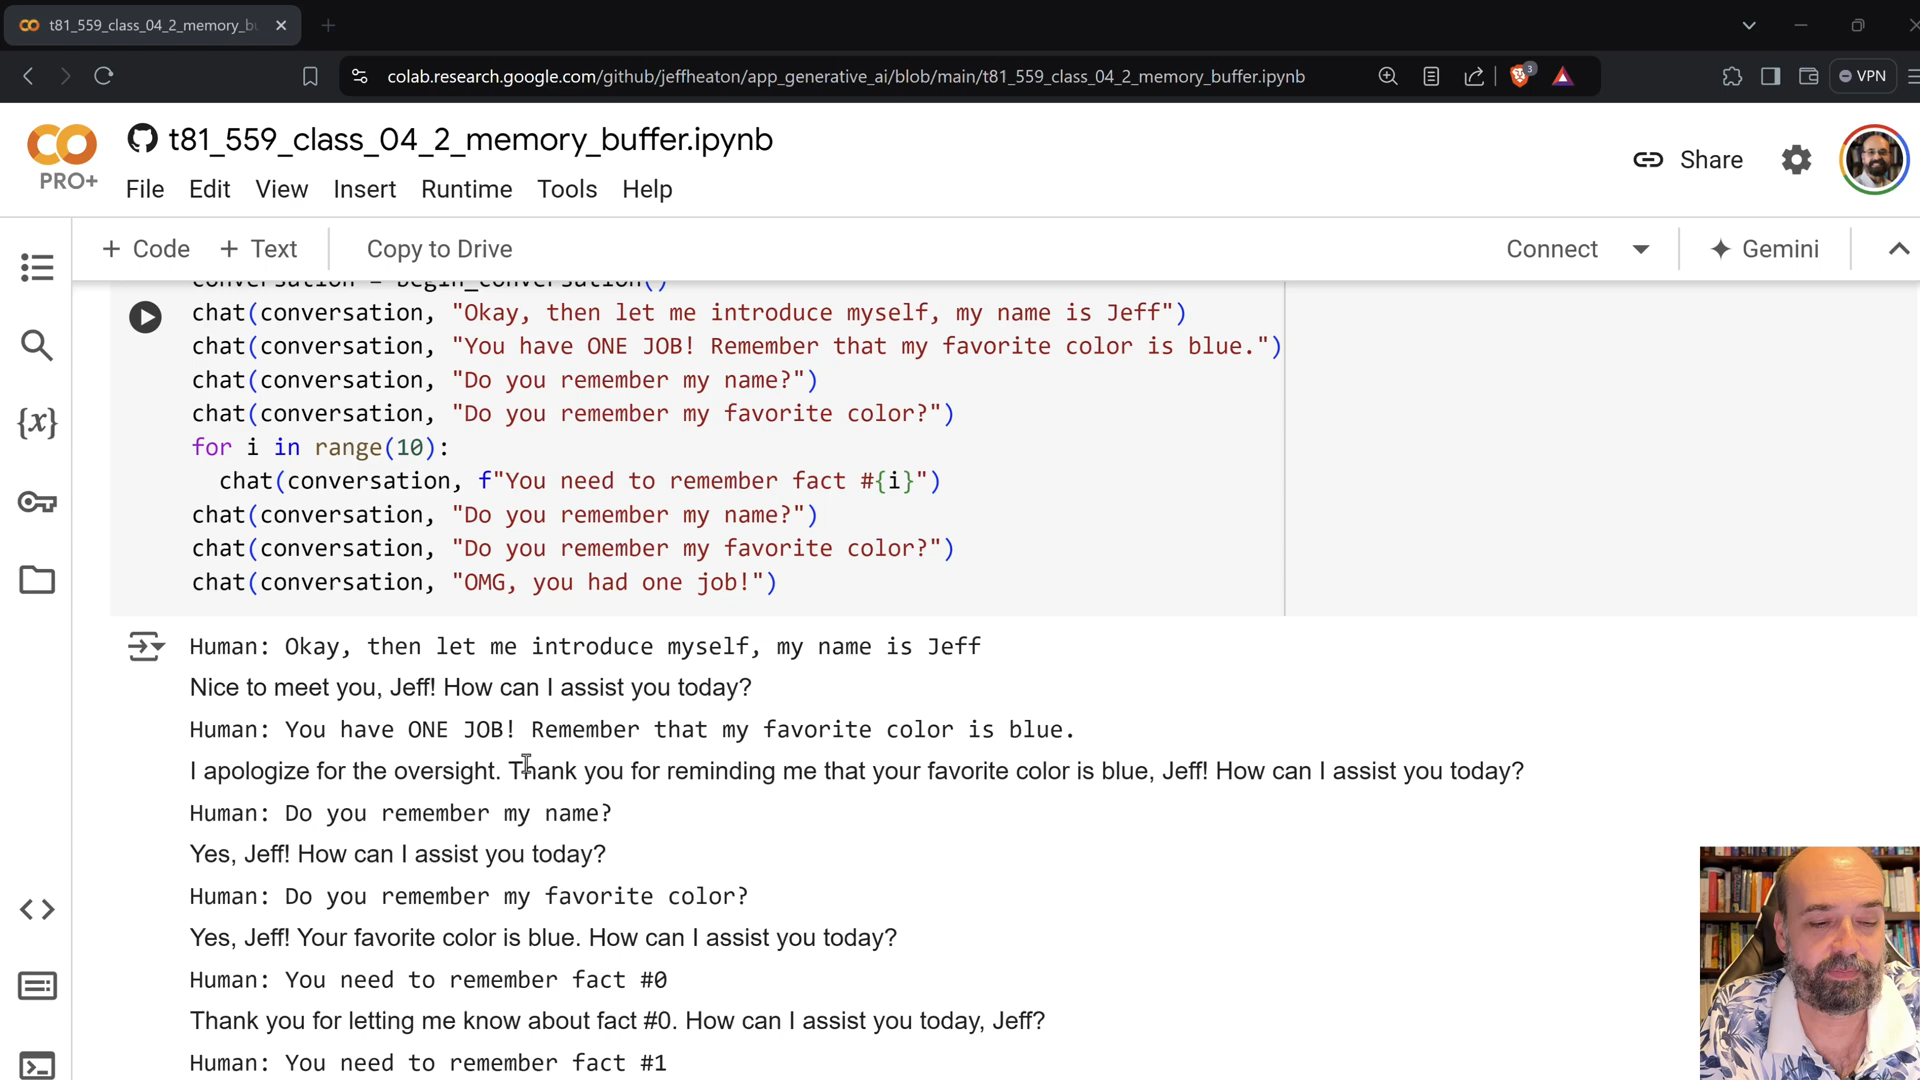 t81_559_class_04_2_memory_bu
colab.research.google.com/github/jeffheaton/app_generative_ai/blob/main/t81_559_class_04_2_memory_buffer.ipynb
3
VPN
PRO+
t81_559_class_04_2_memory_buffer.ipynb
File Edit View Insert Runtime Tools Help
Share
+ Code + Text
Copy to Drive
Connect
Gemini
{x}
conversation = begin_conversation()
chat(conversation, "Okay, then let me introduce myself, my name is Jeff")
chat(conversation, "You have ONE JOB! Remember that my favorite color is blue.")
chat(conversation, "Do you remember my name?")
chat(conversation, "Do you remember my favorite color?")
for i in range(10):
chat(conversation, f"You need to remember fact #{i}")
chat(conversation, "Do you remember my name?")
chat(conversation, "Do you remember my favorite color?")
chat(conversation, "OMG, you had one job!")
Human: Okay, then let me introduce myself, my name is Jeff
Nice to meet you, Jeff! How can I assist you today?
Human: You have ONE JOB! Remember that my favorite color is blue.
I apologize for the oversight. Thank you for reminding me that your favorite color is blue, Jeff! How can I assist you today?
Human: Do you remember my name?
Yes, Jeff! How can I assist you today?
Human: Do you remember my favorite color?
Yes, Jeff! Your favorite color is blue. How can I assist you today?
Human: You need to remember fact #0
Thank you for letting me know about fact #0. How can I assist you today, Jeff?
Human: You need to remember fact #1